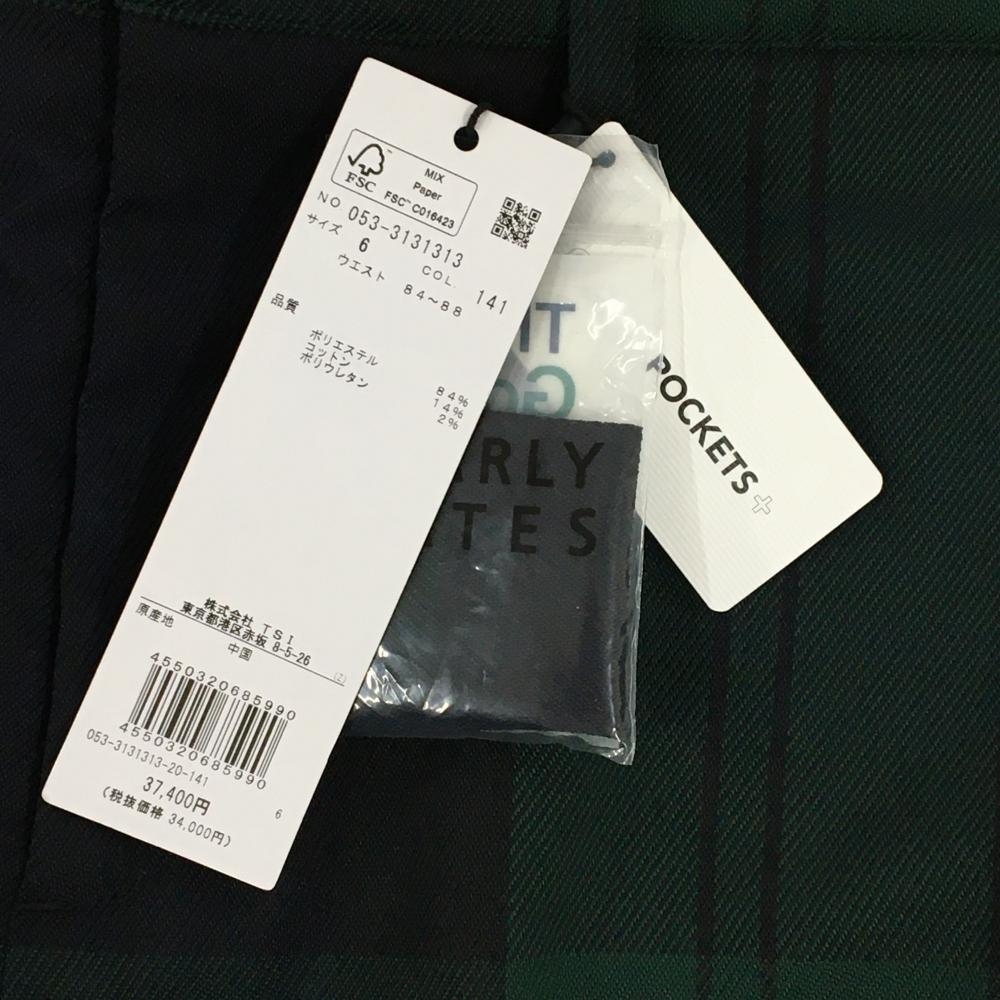 FSC
MIX
Paper
FSC™ C016423
NO 053-3131313
サイズ 6 COL. 141
ウエスト 84～88
品質
ポリエステル 84%
コットン 14%
ポリウレタン 2%
株式会社 TSI
東京都港区赤坂 8-5-26
原産地 中国 (Z)
4550320685990
4550320685990
053-3131313-20-141
37,400円 6
(税抜価格 34,000円)
POCKETS+